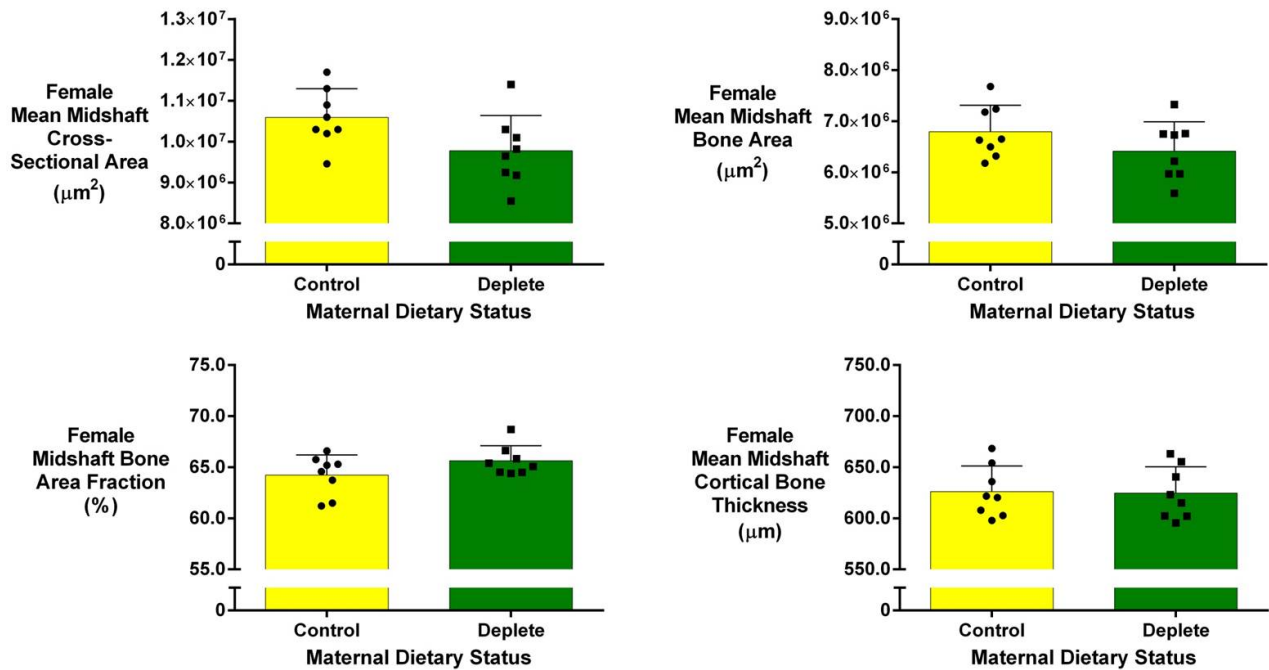 Female
Mean Midshaft
Cross-
Sectional Area
(μm²)
1.3×10⁷
1.2×10⁷
1.1×10⁷
1.0×10⁷
9.0×10⁶
8.0×10⁶
0
Control
Deplete
Maternal Dietary Status
Female
Mean Midshaft
Bone Area
(μm²)
9.0×10⁶
8.0×10⁶
7.0×10⁶
6.0×10⁶
5.0×10⁶
0
Control
Deplete
Maternal Dietary Status
Female
Midshaft Bone
Area Fraction
(%)
75.0
70.0
65.0
60.0
55.0
0
Control
Deplete
Maternal Dietary Status
Female
Mean Midshaft
Cortical Bone
Thickness
(μm)
750.0
700.0
650.0
600.0
550.0
0
Control
Deplete
Maternal Dietary Status